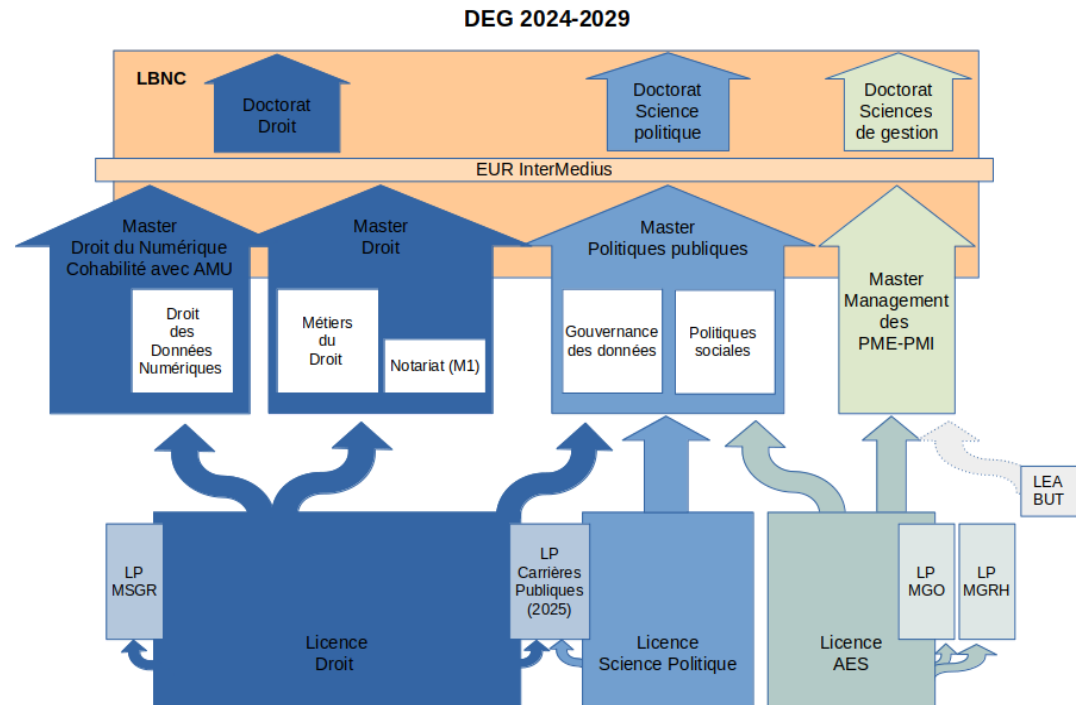 DEG 2024-2029
LBNC
Doctorat
Droit
Doctorat
Science
politique
Doctorat
Sciences
de gestion
EUR InterMedius
Master
Droit du Numérique
Cohabilité avec AMU
Droit
des
Données
Numériques
Master
Droit
Métiers
du
Droit
Notariat (M1)
Master
Politiques publiques
Gouvernance
des données
Politiques
sociales
Master
Management
des
PME-PMI
LEA
BUT
LP
MSGR
Licence
Droit
LP
Carrières
Publiques
(2025)
Licence
Science Politique
Licence
AES
LP
MGO
LP
MGRH